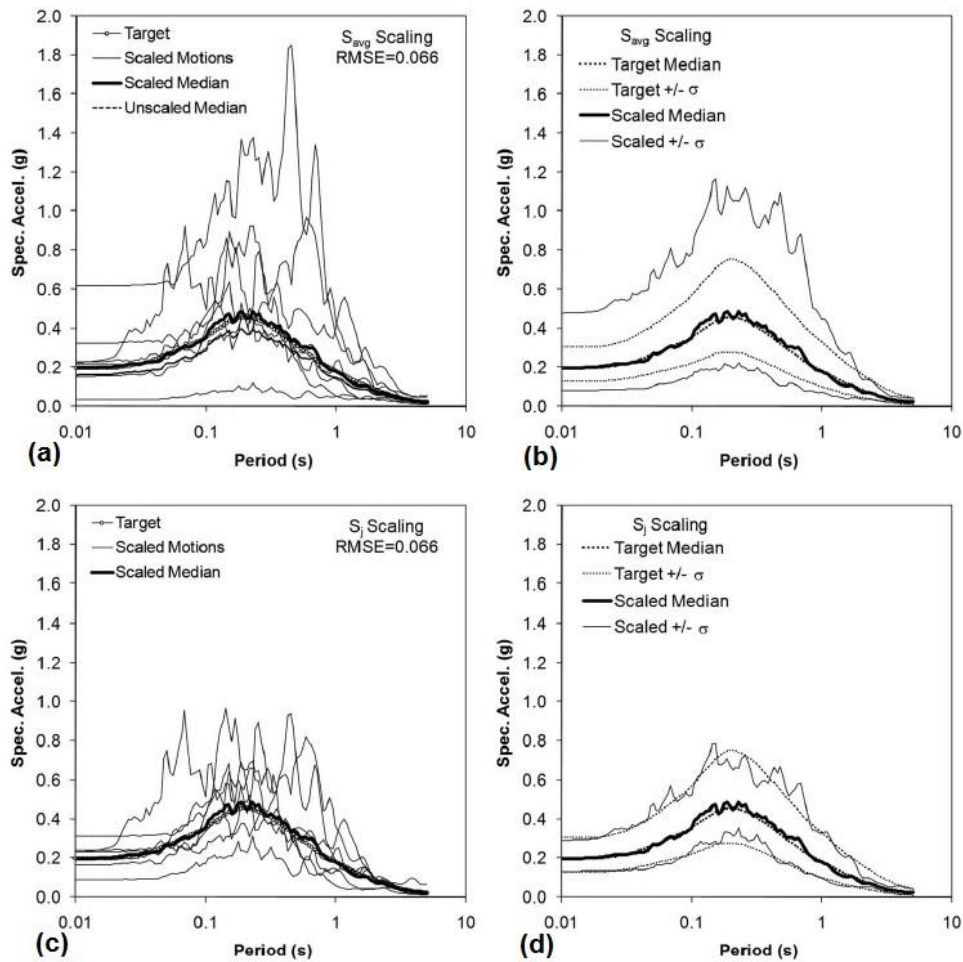 2.0
1.8
1.6
1.4
1.2
1.0
0.8
0.6
0.4
0.2
0.0
Spec. Accel. (g)
Target
Scaled Motions
Scaled Median
Unscaled Median
Savg Scaling
RMSE=0.066
0.01
0.1
1
10
Period (s)
(a)
2.0
1.8
1.6
1.4
1.2
1.0
0.8
0.6
0.4
0.2
0.0
Spec. Accel. (g)
Savg Scaling
Target Median
Target +/- σ
Scaled Median
Scaled +/- σ
0.01
0.1
1
10
Period (s)
(b)
2.0
1.8
1.6
1.4
1.2
1.0
0.8
0.6
0.4
0.2
0.0
Spec. Accel. (g)
Target
Scaled Motions
Scaled Median
Sj Scaling
RMSE=0.066
0.01
0.1
1
10
Period (s)
(c)
2.0
1.8
1.6
1.4
1.2
1.0
0.8
0.6
0.4
0.2
0.0
Spec. Accel. (g)
Sj Scaling
Target Median
Target +/- σ
Scaled Median
Scaled +/- σ
0.01
0.1
1
10
Period (s)
(d)